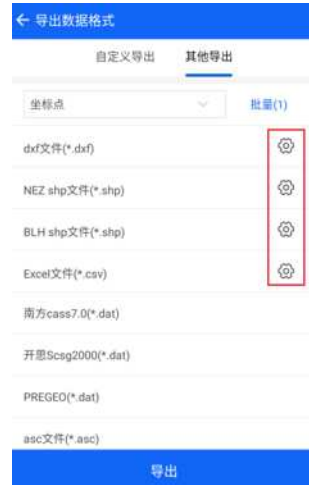 ← 导出数据格式
自定义导出 其他导出
坐标点 批量(1)
dxf文件(*.dxf)
NEZ shp文件(*.shp)
BLH shp文件(*.shp)
Excel文件(*.csv)
南方cass7.0(*.dat)
开思Scsg2000(*.dat)
PREGEO(*.dat)
asc文件(*.asc)
导出